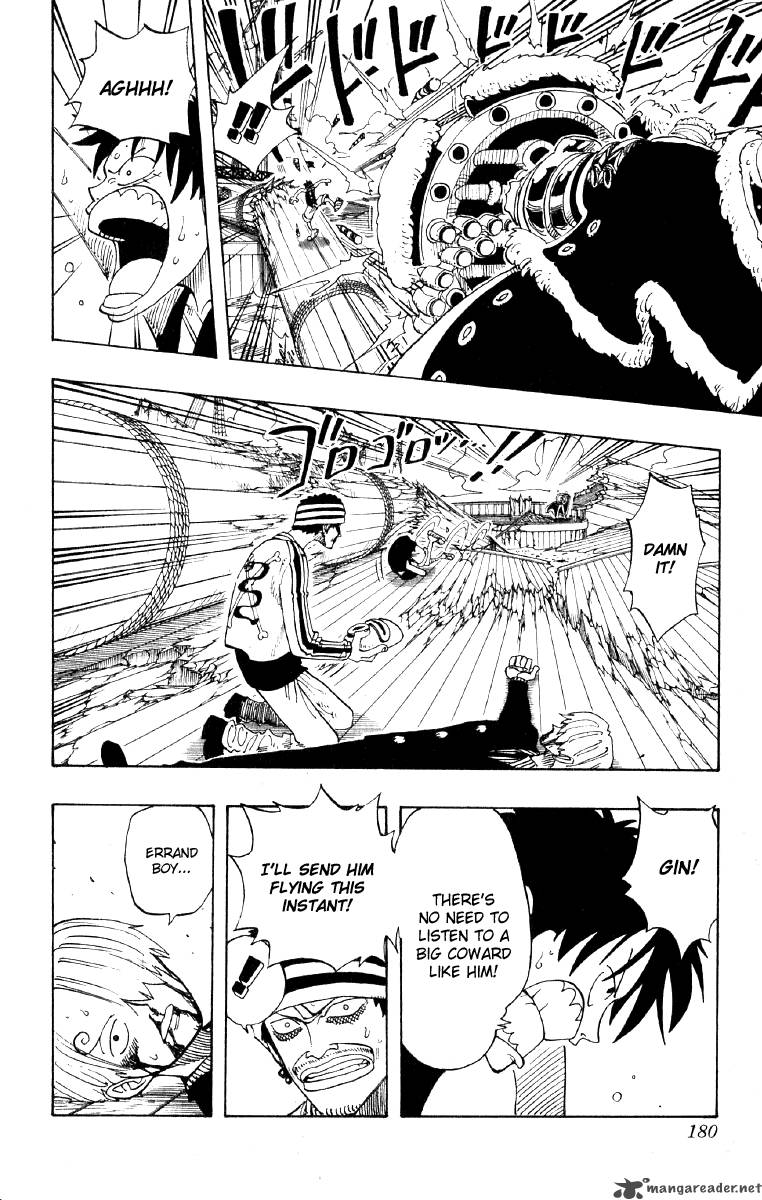 ドドドドド
!!
AGHHH!
DAMN
IT!
ゴロゴロッ…!!
GIN!
THERE'S
NO NEED TO
LISTEN TO A
BIG COWARD
LIKE HIM!
I'LL SEND HIM
FLYING THIS
INSTANT!
!!
ERRAND
BOY...
180
mangareader.net